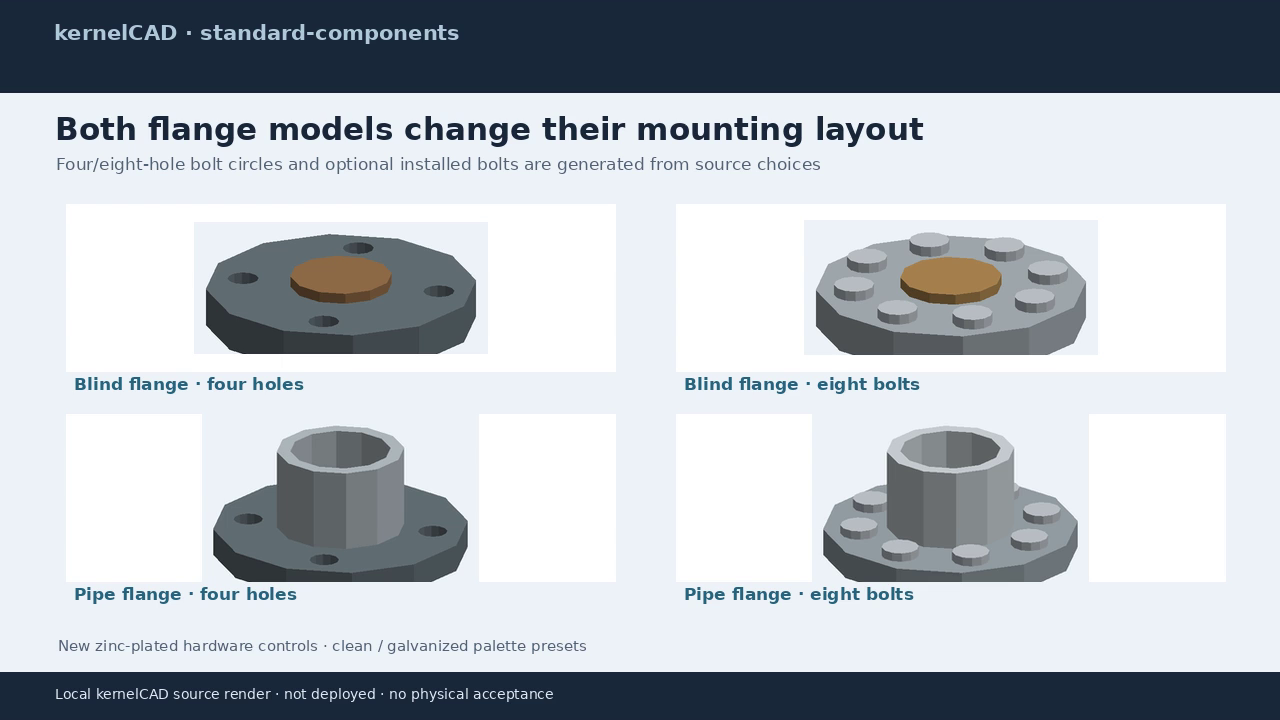 kernelCAD · standard-components
Both flange models change their mounting layout
Four/eight-hole bolt circles and optional installed bolts are generated from source choices
Blind flange · four holes
Blind flange · eight bolts
Pipe flange · four holes
Pipe flange · eight bolts
New zinc-plated hardware controls · clean / galvanized palette presets
Local kernelCAD source render · not deployed · no physical acceptance